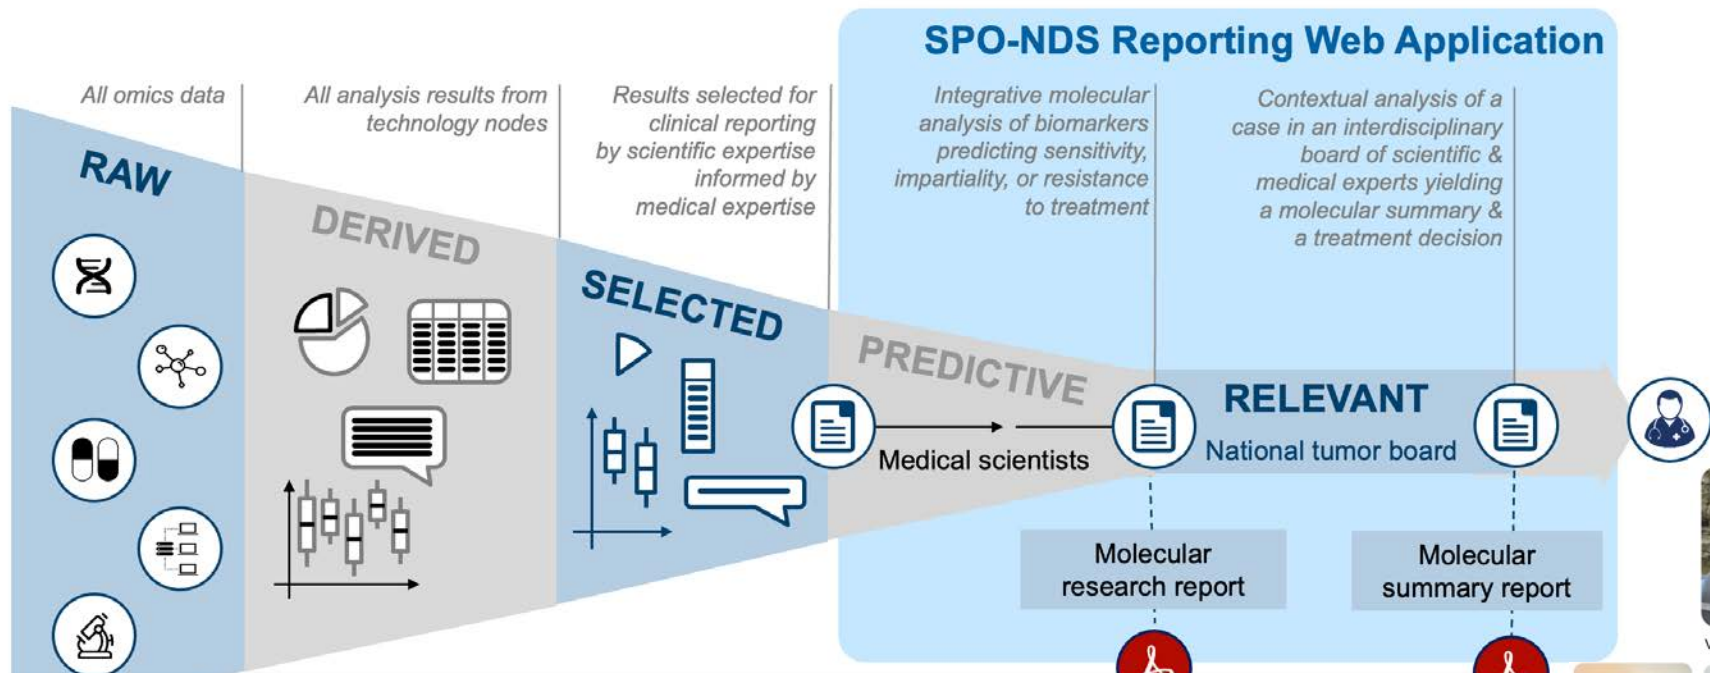 SPO-NDS Reporting Web Application
All omics data
All analysis results from
technology nodes
Results selected for
clinical reporting
by scientific expertise
informed by
medical expertise
Integrative molecular
analysis of biomarkers
predicting sensitivity,
impartiality, or resistance
to treatment
Contextual analysis of a
case in an interdisciplinary
board of scientific &
medical experts yielding
a molecular summary &
a treatment decision
RAW
DERIVED
SELECTED
PREDICTIVE
RELEVANT
Medical scientists
National tumor board
Molecular
research report
Molecular
summary report